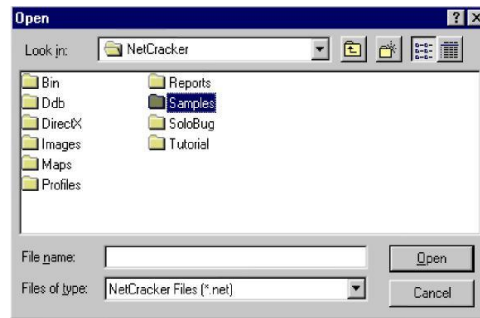 Open
Look in: NetCracker
Bin
Ddb
DirectX
Images
Maps
Profiles
Reports
Samples
SoloBug
Tutorial
File name:
Open
Files of type: NetCracker Files (*.net)
Cancel